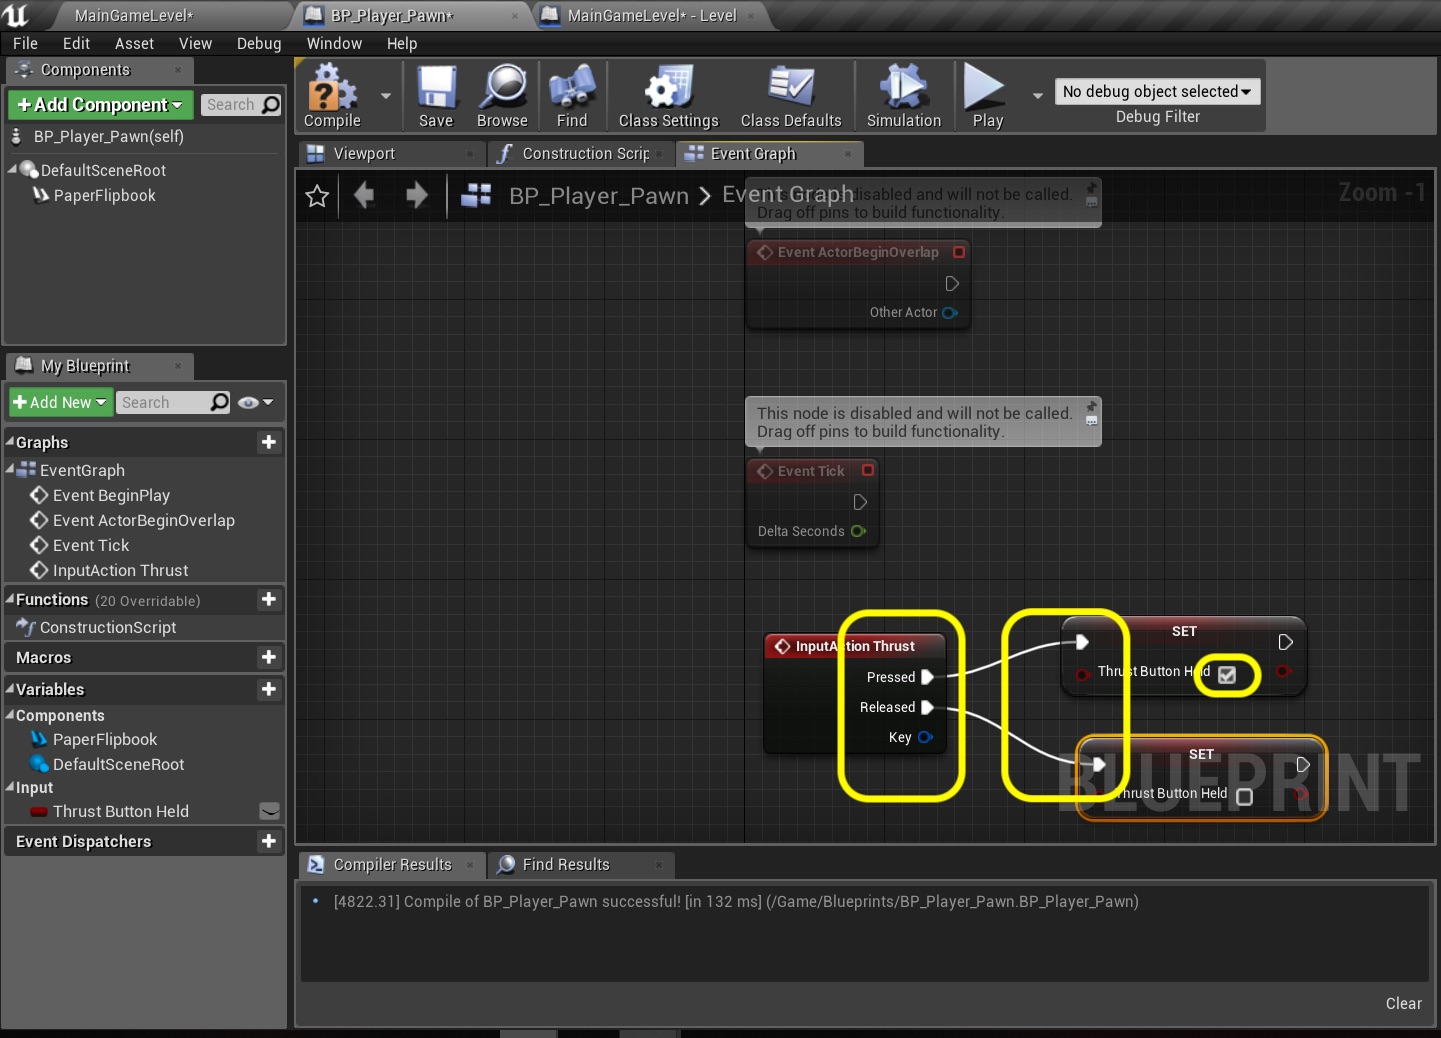 MainGameLevel*
BP_Player_Pawn*
MainGameLevel* - Level
File Edit Asset View Debug Window Help
Components
+Add Component
Search
BP_Player_Pawn(self)
DefaultSceneRoot
PaperFlipbook
Compile
Save
Browse
Find
Class Settings
Class Defaults
Simulation
Play
No debug object selected
Debug Filter
Viewport
Construction Scrip
Event Graph
BP_Player_Pawn > Event Graph
Zoom -1
disabled and will not be called.
Drag off pins to build functionality.
Event ActorBeginOverlap
Other Actor
This node is disabled and will not be called.
Drag off pins to build functionality.
Event Tick
Delta Seconds
InputAction Thrust
Pressed
Released
Key
SET
Thrust Button Held
SET
Thrust Button Held
BLUEPRINT
My Blueprint
+Add New
Search
Graphs
EventGraph
Event BeginPlay
Event ActorBeginOverlap
Event Tick
InputAction Thrust
Functions (20 Overridable)
ConstructionScript
Macros
Variables
Components
PaperFlipbook
DefaultSceneRoot
Input
Thrust Button Held
Event Dispatchers
Compiler Results
Find Results
[4822.31] Compile of BP_Player_Pawn successful! [in 132 ms] (/Game/Blueprints/BP_Player_Pawn.BP_Player_Pawn)
Clear